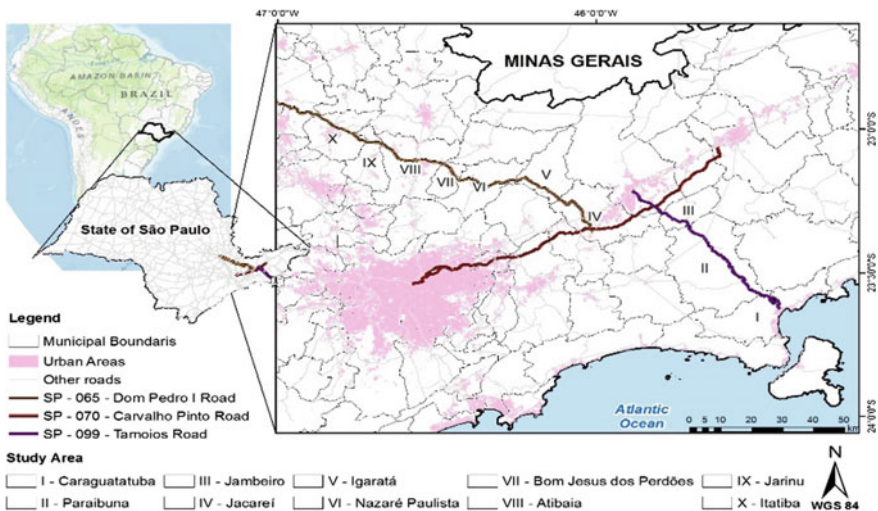 47°0'0"W
46°0'0"W
MINAS GERAIS
AMAZON BASIN
BRAZIL
ANDES
23°0'0"S
23°30'0"S
24°0'0"S
X
IX
VIII
VII
VI
V
IV
III
II
I
State of São Paulo
Atlantic
Ocean
0 5 10 20 30 40 50
km
Legend
Municipal Boundaris
Urban Areas
Other roads
SP - 065 - Dom Pedro I Road
SP - 070 - Carvalho Pinto Road
SP - 099 - Tamoios Road
Study Area
I - Caraguatatuba
III - Jambeiro
V - Igaratá
VII - Bom Jesus dos Perdões
IX - Jarinu
II - Paraibuna
IV - Jacareí
VI - Nazaré Paulista
VIII - Atibaia
X - Itatiba
N
WGS 84